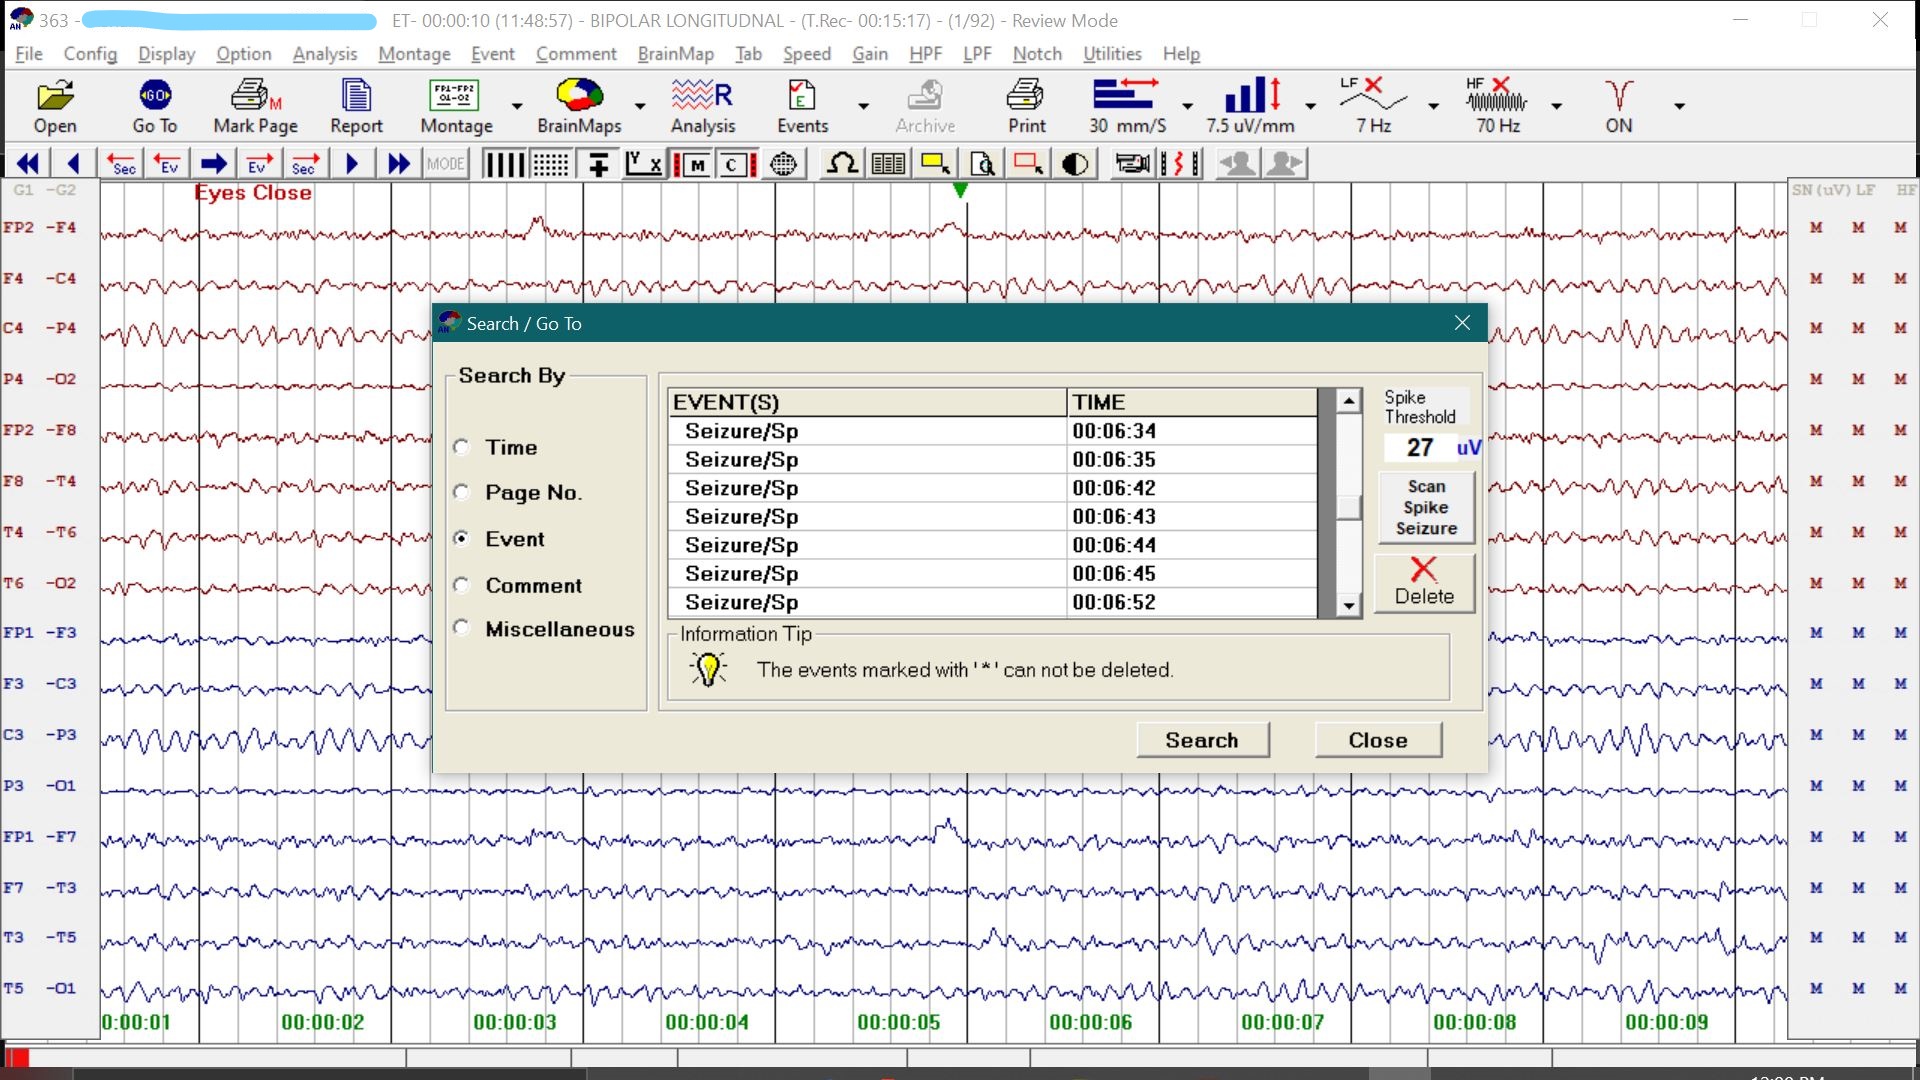 363 - ET- 00:00:10 (11:48:57) - BIPOLAR LONGITUDNAL - (T.Rec- 00:15:17) - (1/92) - Review Mode
File Config Display Option Analysis Montage Event Comment BrainMap Tab Speed Gain HPF LPF Notch Utilities Help
GO M FP1-FP2 O1-O2 R E LF HF
Open Go To Mark Page Report Montage BrainMaps Analysis Events Archive Print 30 mm/S 7.5 uV/mm 7 Hz 70 Hz ON
Sec Ev Ev Sec MODE Y X M C
G1 -G2 Eyes Close SN(uV) LF HF
FP2 -F4 M M M
F4 -C4 M M M
C4 -P4 M M M
P4 -O2 M M M
FP2 -F8 M M M
F8 -T4 M M M
T4 -T6 M M M
T6 -O2 M M M
FP1 -F3 M M M
F3 -C3 M M M
C3 -P3 M M M
P3 -O1 M M M
FP1 -F7 M M M
F7 -T3 M M M
T3 -T5 M M M
T5 -O1 M M M
0:00:01 00:00:02 00:00:03 00:00:04 00:00:05 00:00:06 00:00:07 00:00:08 00:00:09
Search / Go To
Search By
Time
Page No.
Event
Comment
Miscellaneous
EVENT(S) TIME
Seizure/Sp 00:06:34
Seizure/Sp 00:06:35
Seizure/Sp 00:06:42
Seizure/Sp 00:06:43
Seizure/Sp 00:06:44
Seizure/Sp 00:06:45
Seizure/Sp 00:06:52
Spike
Threshold
27 uV
Scan
Spike
Seizure
Delete
Information Tip
The events marked with '*' can not be deleted.
Search Close